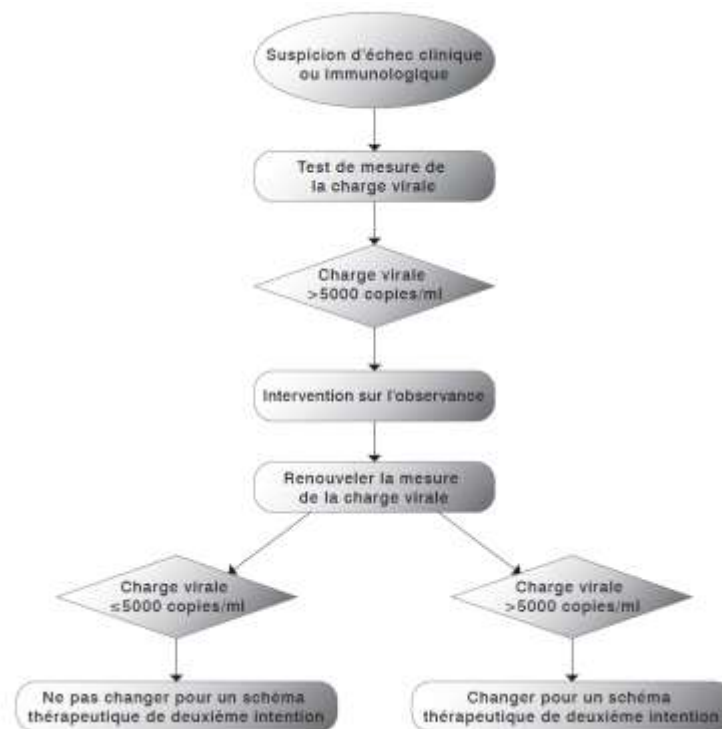 Suspicion d'échec clinique
ou immunologique
Test de mesure de
la charge virale
Charge virale
>5000 copies/ml
Intervention sur l'observance
Renouveler la mesure
de la charge virale
Charge virale
≤5000 copies/ml
Charge virale
>5000 copies/ml
Ne pas changer pour un schéma
thérapeutique de deuxième intention
Changer pour un schéma
thérapeutique de deuxième intention